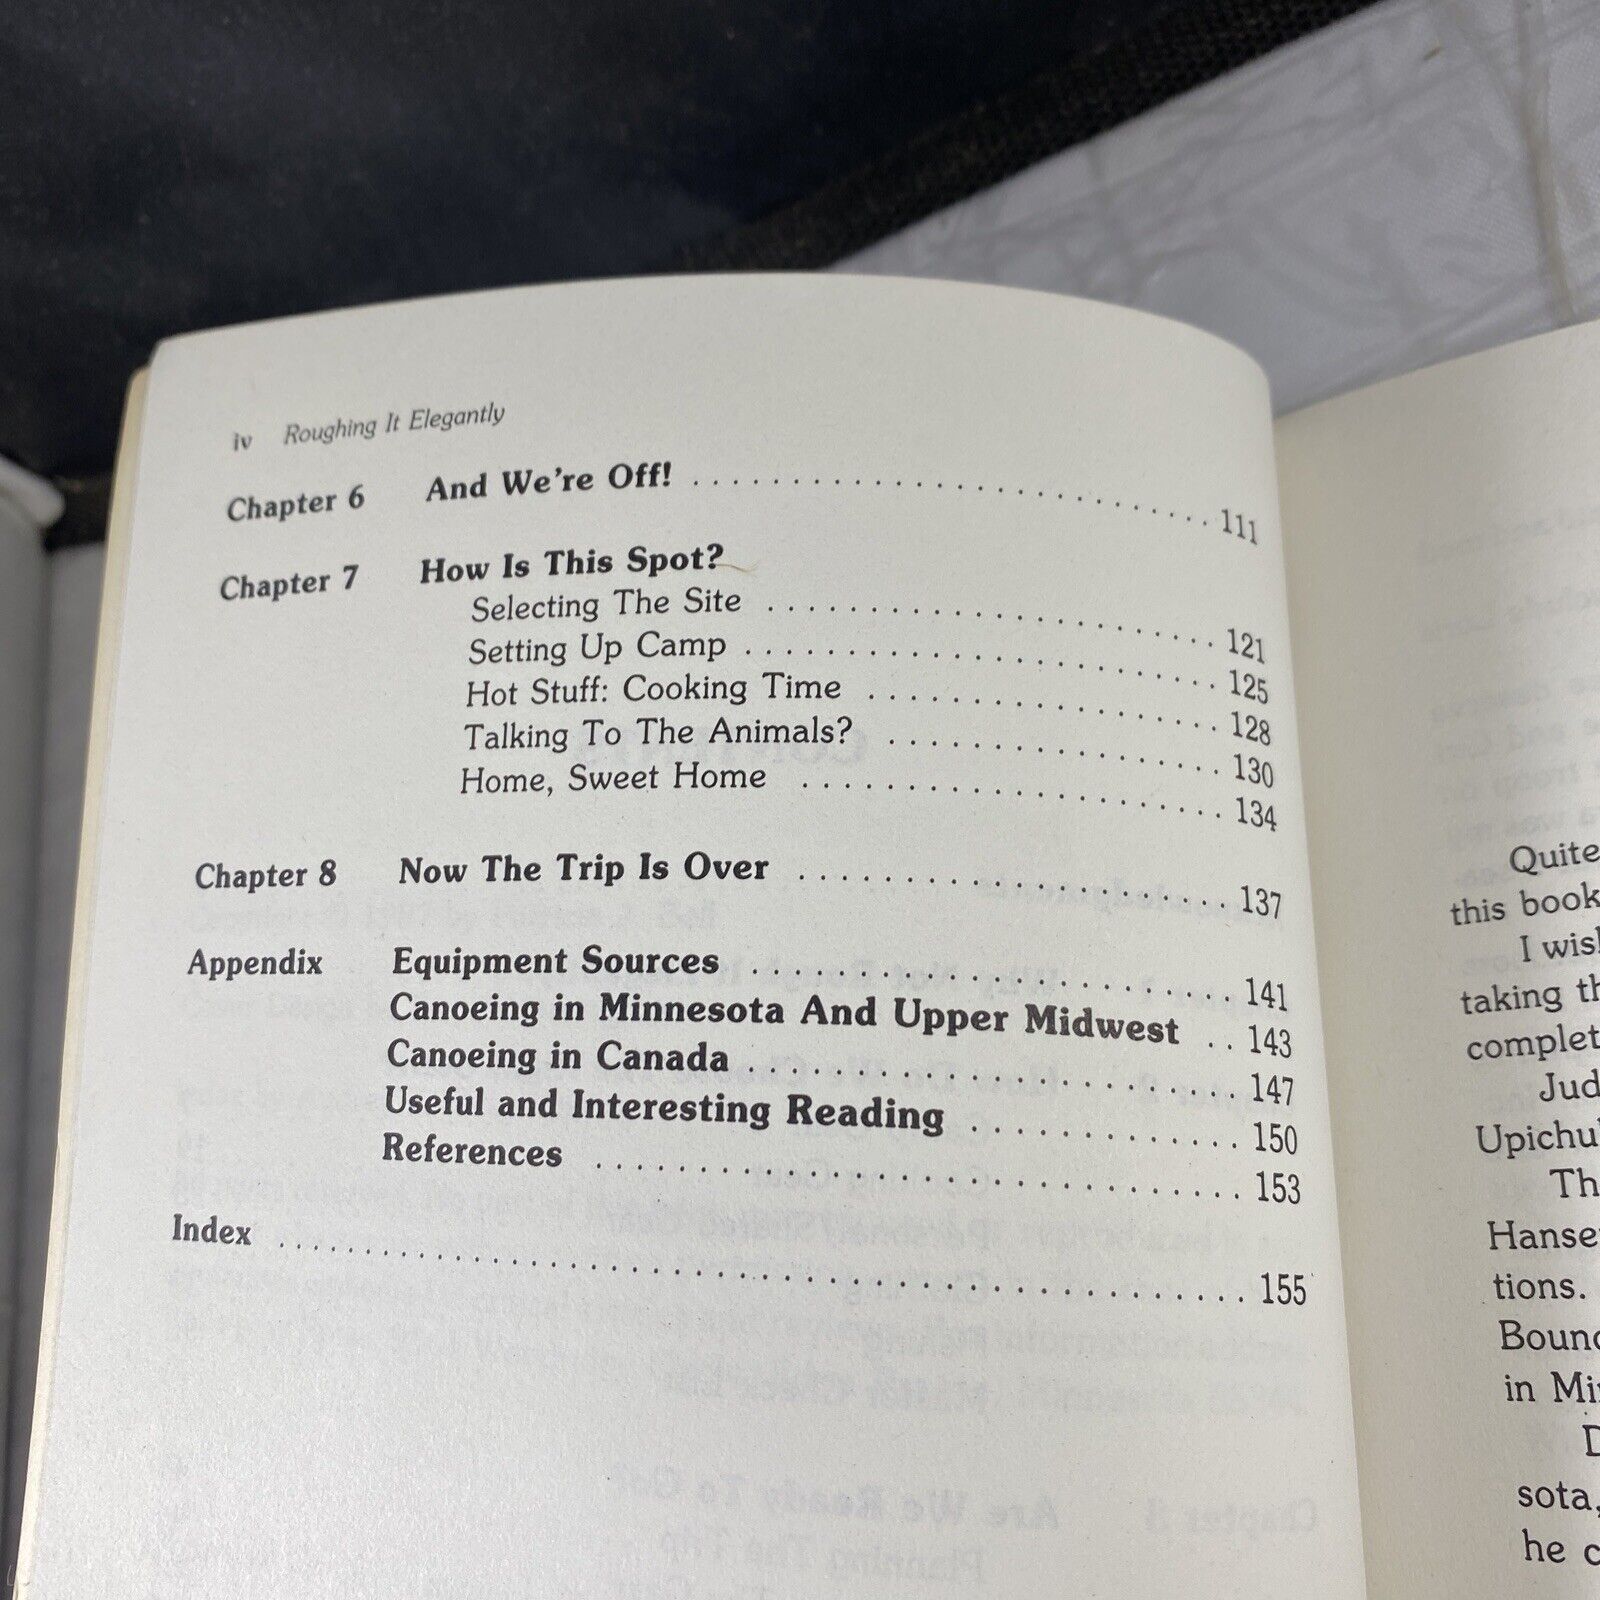 iv Roughing It Elegantly
Chapter 6 And We're Off! . . . . . . . . . . . . . . . . . . . . . . . . . . . 111
Chapter 7 How Is This Spot?
Selecting The Site . . . . . . . . . . . . . . . . . . . . . . . 121
Setting Up Camp . . . . . . . . . . . . . . . . . . . . . . . . 125
Hot Stuff: Cooking Time . . . . . . . . . . . . . . . . . . 128
Talking To The Animals? . . . . . . . . . . . . . . . . . 130
Home, Sweet Home . . . . . . . . . . . . . . . . . . . . . 134
Chapter 8 Now The Trip Is Over . . . . . . . . . . . . . . . . . . . . . 137
Appendix Equipment Sources . . . . . . . . . . . . . . . . . . . . . . . 141
Canoeing in Minnesota And Upper Midwest . . 143
Canoeing in Canada . . . . . . . . . . . . . . . . . . . . . . . 147
Useful and Interesting Reading . . . . . . . . . . . . . 150
References . . . . . . . . . . . . . . . . . . . . . . . . . . . . . . 153
Index . . . . . . . . . . . . . . . . . . . . . . . . . . . . . . . . . . . . . . . . . . . . 155
Quite
this book
I wis
taking th
complet
Jud
Upichu
Th
Hanse
tions.
Bound
in Mi
sota,
he c